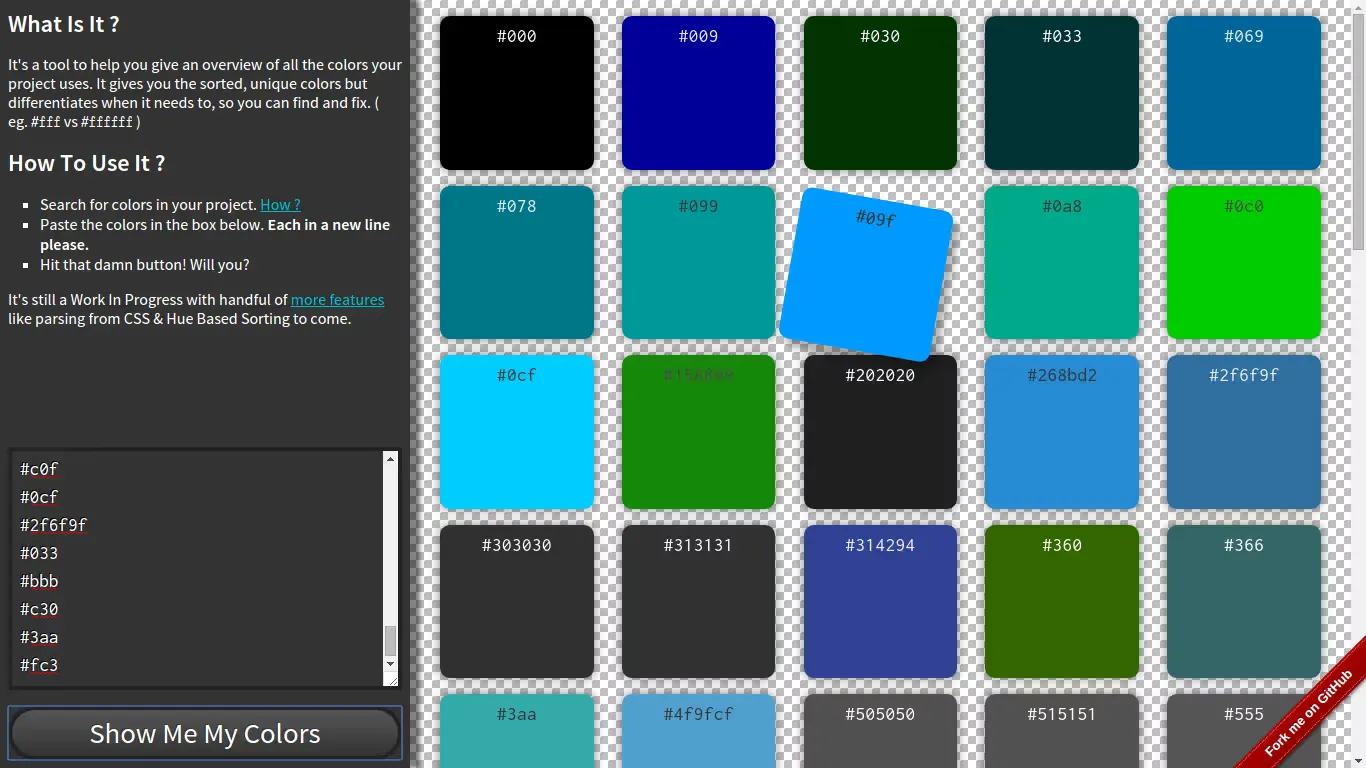 What Is It ?
It's a tool to help you give an overview of all the colors your
project uses. It gives you the sorted, unique colors but
differentiates when it needs to, so you can find and fix. (
eg. #fff vs #ffffff )
How To Use It ?
Search for colors in your project. How ?
Paste the colors in the box below. Each in a new line
please.
Hit that damn button! Will you?
It's still a Work In Progress with handful of more features
like parsing from CSS & Hue Based Sorting to come.
#c0f
#0cf
#2f6f9f
#033
#bbb
#c30
#3aa
#fc3
Show Me My Colors
#000 #009 #030 #033 #069
#078 #099 #09f #0a8 #0c0
#0cf #202020 #268bd2 #2f6f9f
#303030 #313131 #314294 #360 #366
#3aa #4f9fcf #505050 #515151 #555
Fork me on GitHub